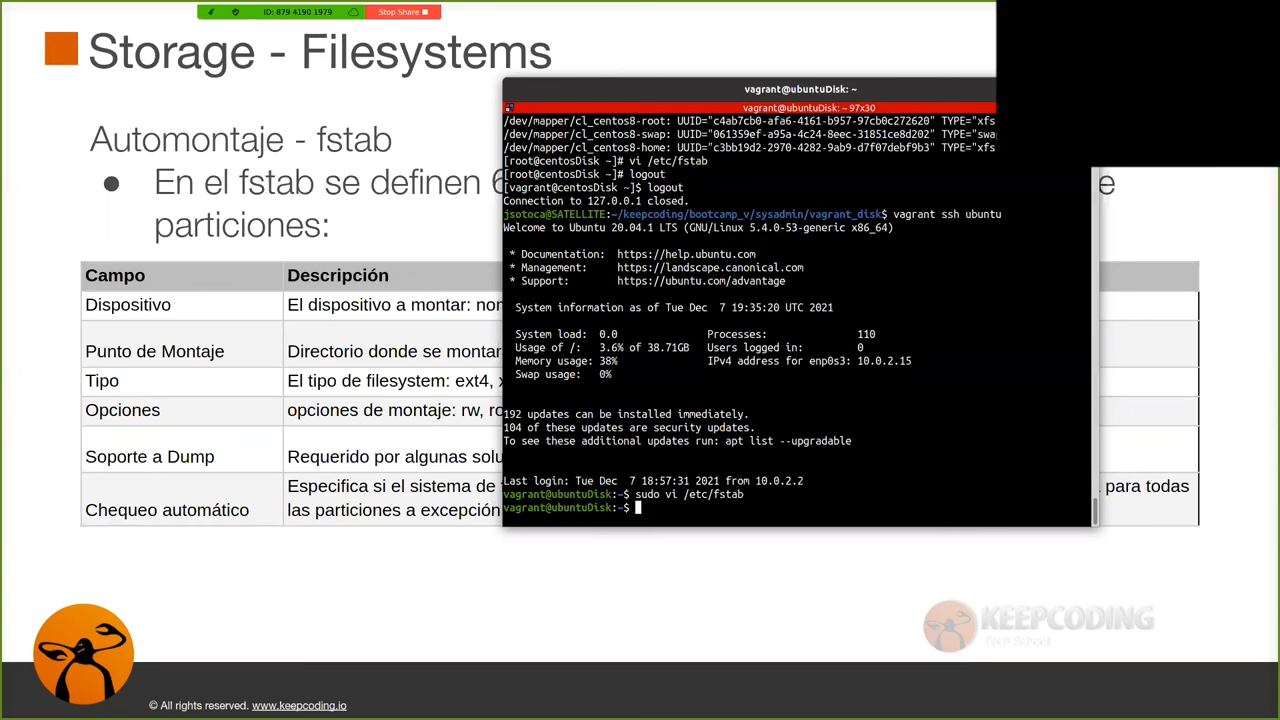 ID: 879 4190 1979
Stop Share
Storage - Filesystems
Automontaje - fstab
● En el fstab se definen 6
e
particiones:
Campo Descripción
Dispositivo El dispositivo a montar:
Punto de Montaje Directorio donde se montar
Tipo El tipo de filesystem: ext4,
Opciones opciones de montaje: rw,
Soporte a Dump Requerido por algunas
Chequeo automático Especifica si el sistema de
para todas
las particiones a excepción
vagrant@ubuntuDisk: ~
vagrant@ubuntuDisk: ~ 97x30
/dev/mapper/cl_centos8-root: UUID="c4ab7cb0-afa6-4161-b957-97cb0c272620" TYPE="xfs
/dev/mapper/cl_centos8-swap: UUID="061359ef-a95a-4c24-8eec-31851ce8d202" TYPE="swa
/dev/mapper/cl_centos8-home: UUID="c3bb19d2-2970-4282-9ab9-d7f07debf9b3" TYPE="xfs
[root@centosDisk ~]# vi /etc/fstab
[root@centosDisk ~]# logout
[vagrant@centosDisk ~]$ logout
Connection to 127.0.0.1 closed.
jsotoca@SATELLITE:~/keepcoding/bootcamp_v/sysadmin/vagrant_disk$ vagrant ssh ubuntu
Welcome to Ubuntu 20.04.1 LTS (GNU/Linux 5.4.0-53-generic x86_64)
* Documentation: https://help.ubuntu.com
* Management: https://landscape.canonical.com
* Support: https://ubuntu.com/advantage
System information as of Tue Dec 7 19:35:20 UTC 2021
System load: 0.0 Processes: 110
Usage of /: 3.6% of 38.71GB Users logged in: 0
Memory usage: 38% IPv4 address for enp0s3: 10.0.2.15
Swap usage: 0%
192 updates can be installed immediately.
104 of these updates are security updates.
To see these additional updates run: apt list --upgradable
Last login: Tue Dec 7 18:57:31 2021 from 10.0.2.2
vagrant@ubuntuDisk:~$ sudo vi /etc/fstab
vagrant@ubuntuDisk:~$
KEEPCODING
Tech School
© All rights reserved. www.keepcoding.io